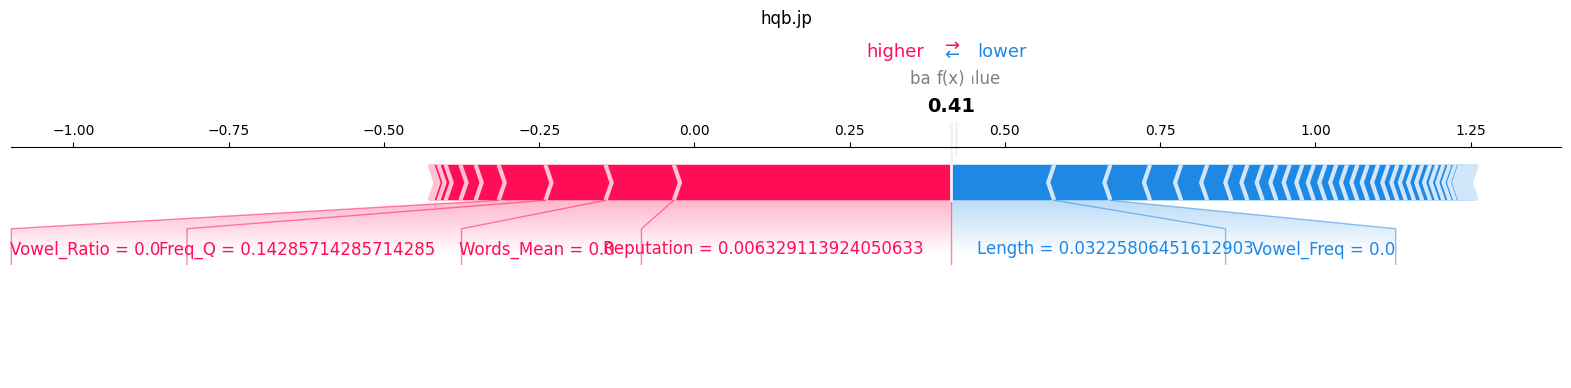 hqb.jp
higher ⇄ lower
ba f(x) lue
0.41
−1.00 −0.75 −0.50 −0.25 0.00 0.25 0.50 0.75 1.00 1.25
Vowel_Ratio = 0.0 Freq_Q = 0.14285714285714285 Words_Mean = 0.0 Reputation = 0.006329113924050633 Length = 0.03225806451612903 Vowel_Freq = 0.0